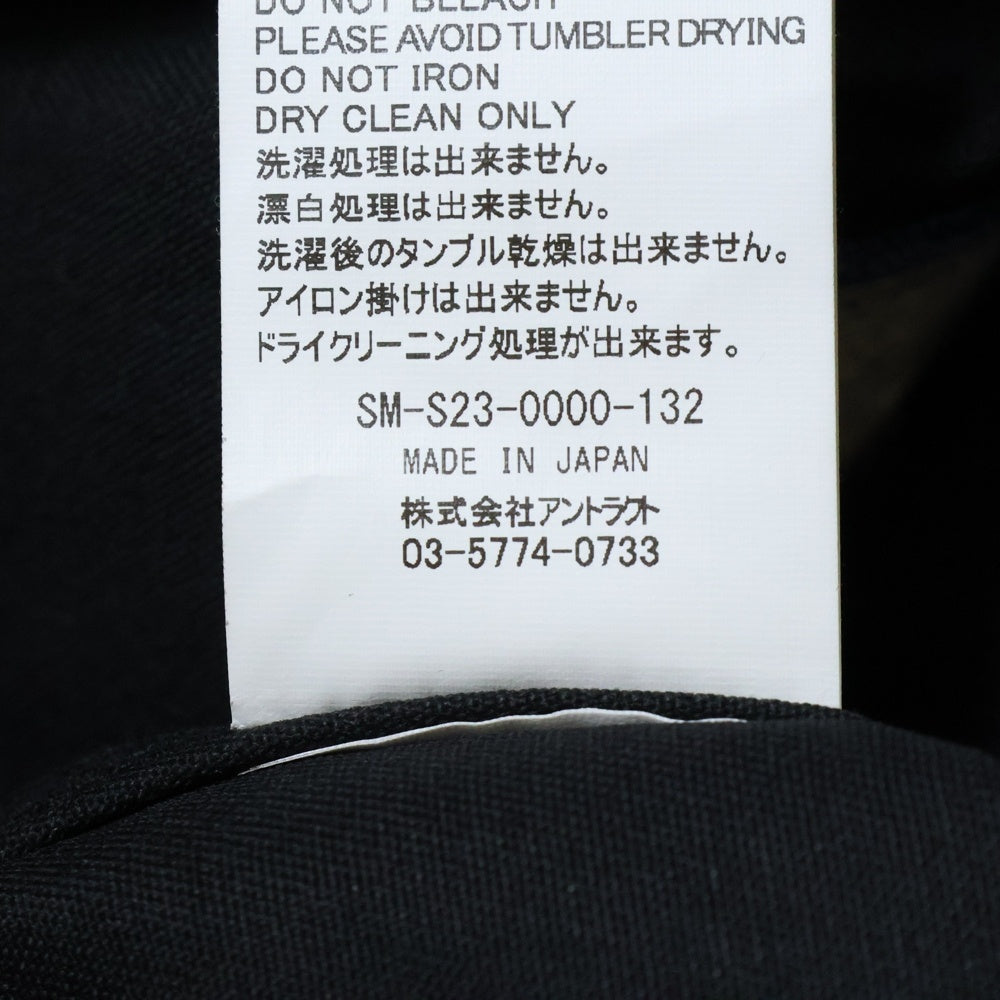 DO NOT BLEACH
PLEASE AVOID TUMBLER DRYING
DO NOT IRON
DRY CLEAN ONLY
洗濯処理は出来ません。
漂白処理は出来ません。
洗濯後のタンブル乾燥は出来ません。
アイロン掛けは出来ません。
ドライクリーニング処理が出来ます。
SM-S23-0000-132
MADE IN JAPAN
株式会社アントラクト
03-5774-0733